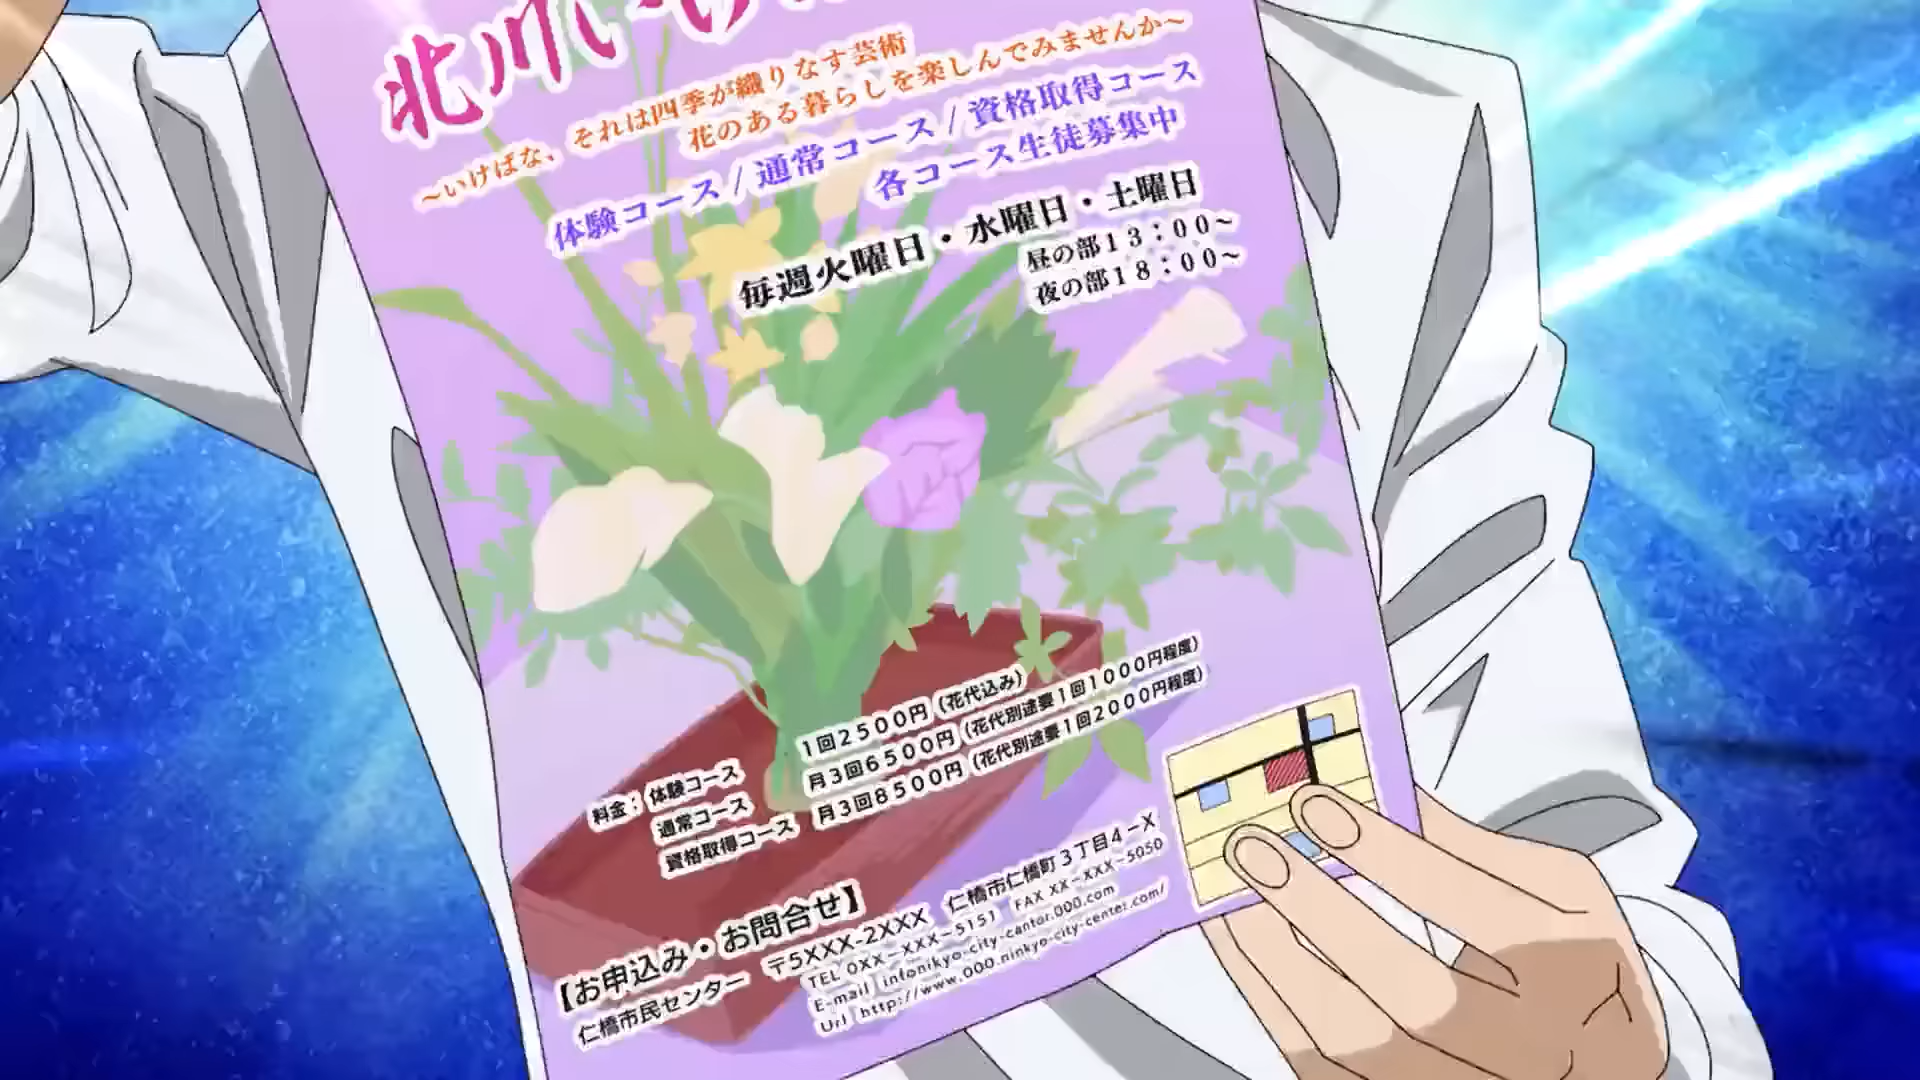 北川い
~いけばな、それは四季が織りなす芸術
花のある暮らしを楽しんでみませんか~
体験コース / 通常コース / 資格取得コース
各コース生徒募集中
毎週火曜日・水曜日・土曜日
昼の部13：00~
夜の部18：00~
料金： 体験コース 1回2500円（花代込み）
通常コース 月3回6500円（花代別途要1回1000円程度）
資格取得コース 月3回8500円（花代別途要1回2000円程度）
【お申込み・お問合せ】
仁橋市民センター 〒5XXX-2XXX 仁橋市仁橋町3丁目4－X
TEL 0XX－XXX－5151 FAX XX－XXX－5050
E-mail infonikyo-city-cantor.000.com
Url http://www.000.ninkyo-city-center.com/